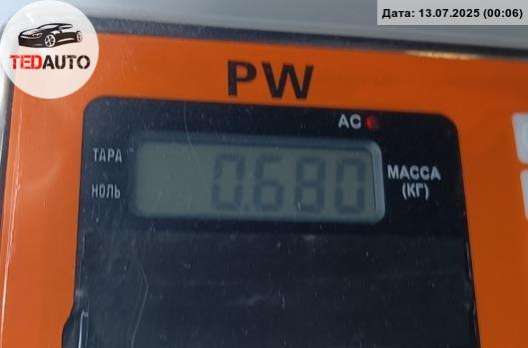 Дата: 13.07.2025 (00:06)
TEDAUTO
PW
AC
ТАРА
НОЛЬ
0.680
МАССА
(КГ)